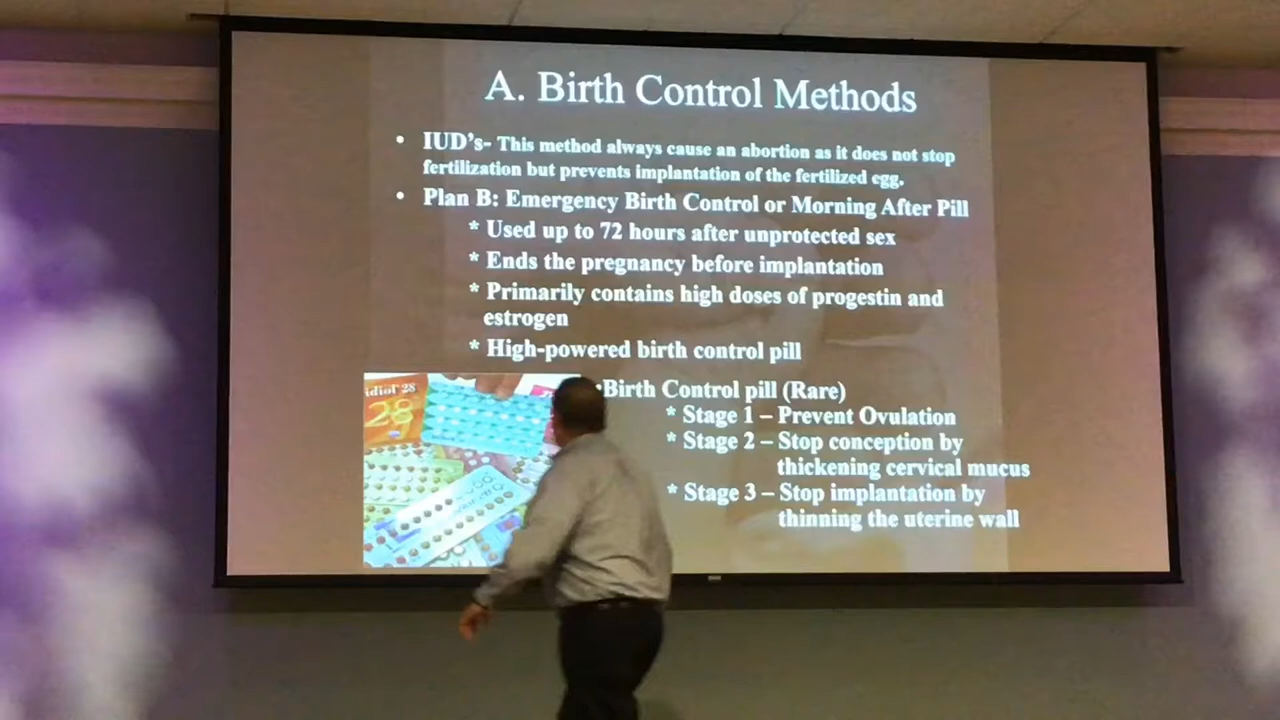 A. Birth Control Methods
• IUD's- This method always cause an abortion as it does not stop
fertilization but prevents implantation of the fertilized egg.
• Plan B: Emergency Birth Control or Morning After Pill
* Used up to 72 hours after unprotected sex
* Ends the pregnancy before implantation
* Primarily contains high doses of progestin and
estrogen
* High-powered birth control pill
Birth Control pill (Rare)
* Stage 1 – Prevent Ovulation
* Stage 2 – Stop conception by
thickening cervical mucus
* Stage 3 – Stop implantation by
thinning the uterine wall
idiol 28
28